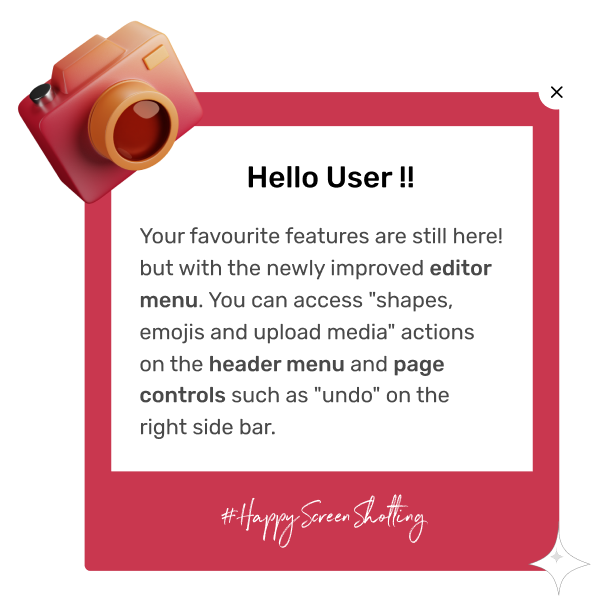 Hello User !!
Your favourite features are still here!
but with the newly improved editor
menu. You can access "shapes,
emojis and upload media" actions
on the header menu and page
controls such as "undo" on the
right side bar.
#HappyScreenShotting